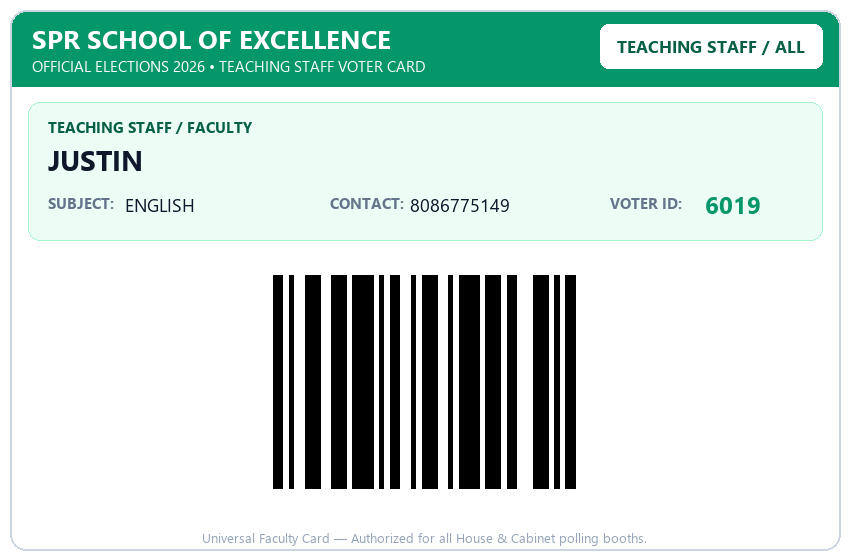 SPR SCHOOL OF EXCELLENCE
OFFICIAL ELECTIONS 2026 • TEACHING STAFF VOTER CARD
TEACHING STAFF / ALL
TEACHING STAFF / FACULTY
JUSTIN
SUBJECT: ENGLISH CONTACT: 8086775149 VOTER ID: 6019
Universal Faculty Card — Authorized for all House & Cabinet polling booths.